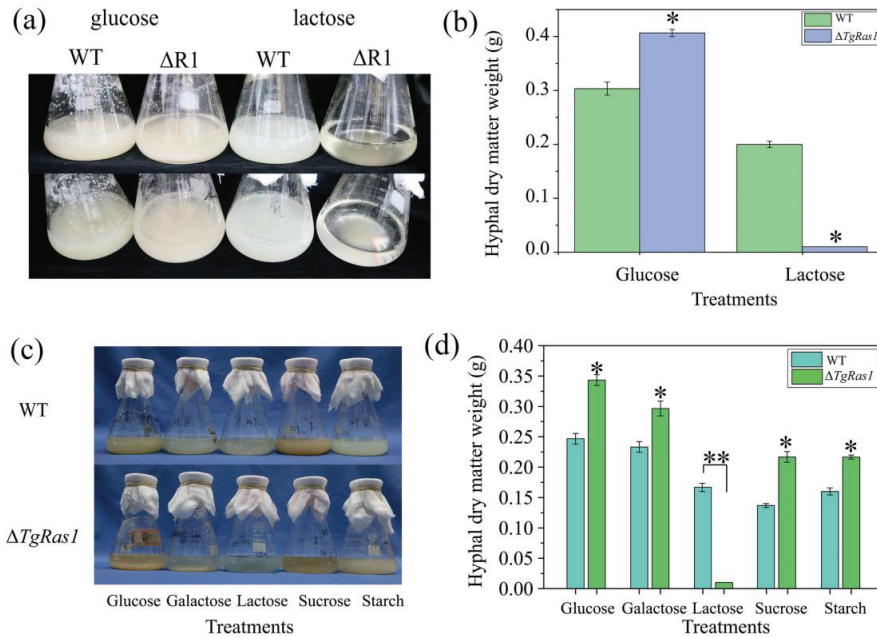 (a)
glucose lactose
WT ΔR1 WT ΔR1
(b)
Hyphal dry matter weight (g)
0.4
0.3
0.2
0.1
0.0
WT
ΔTgRas1
*
*
Glucose Lactose
Treatments
(c)
WT
ΔTgRas1
Glucose Galactose Lactose Sucrose Starch
Treatments
(d)
Hyphal dry matter weight (g)
0.40
0.35
0.30
0.25
0.20
0.15
0.10
0.05
0.00
WT
ΔTgRas1
*
*
**
*
*
Glucose Galactose Lactose Sucrose Starch
Treatments